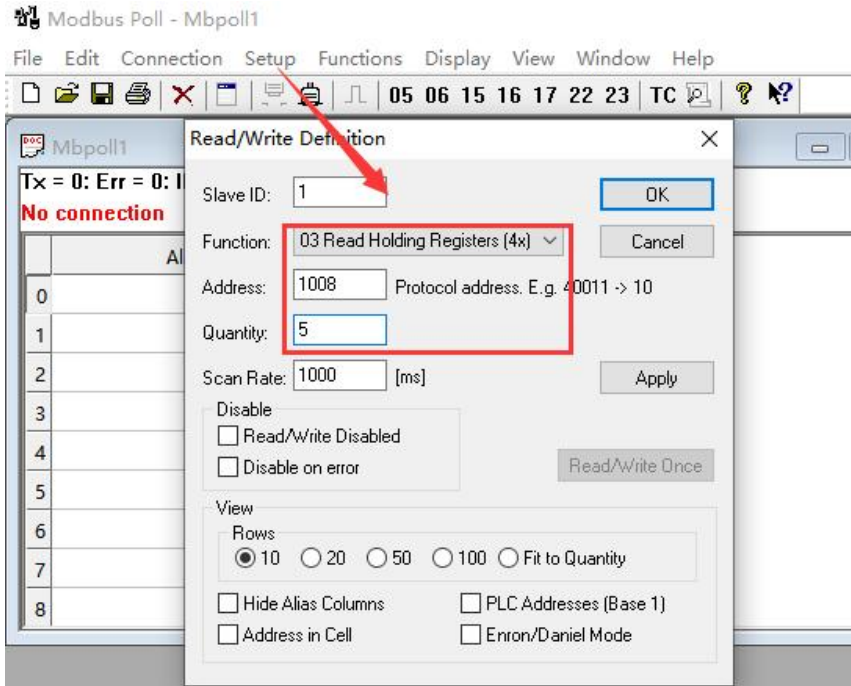 Modbus Poll - Mbpoll1
File Edit Connection Setup Functions Display View Window Help
05 06 15 16 17 22 23 TC
Mbpoll1
Read/Write Definition
Tx = 0: Err = 0: I
No connection
Slave ID: 1
OK
Function: 03 Read Holding Registers (4x)
Cancel
Al
Address: 1008 Protocol address. E.g. 40011 -> 10
0
Quantity: 5
1
Scan Rate: 1000 [ms]
Apply
2
Disable
3
Read/Write Disabled
4
Disable on error
Read/Write Once
5
View
Rows
6
10 20 50 100 Fit to Quantity
7
Hide Alias Columns PLC Addresses (Base 1)
8
Address in Cell Enron/Daniel Mode